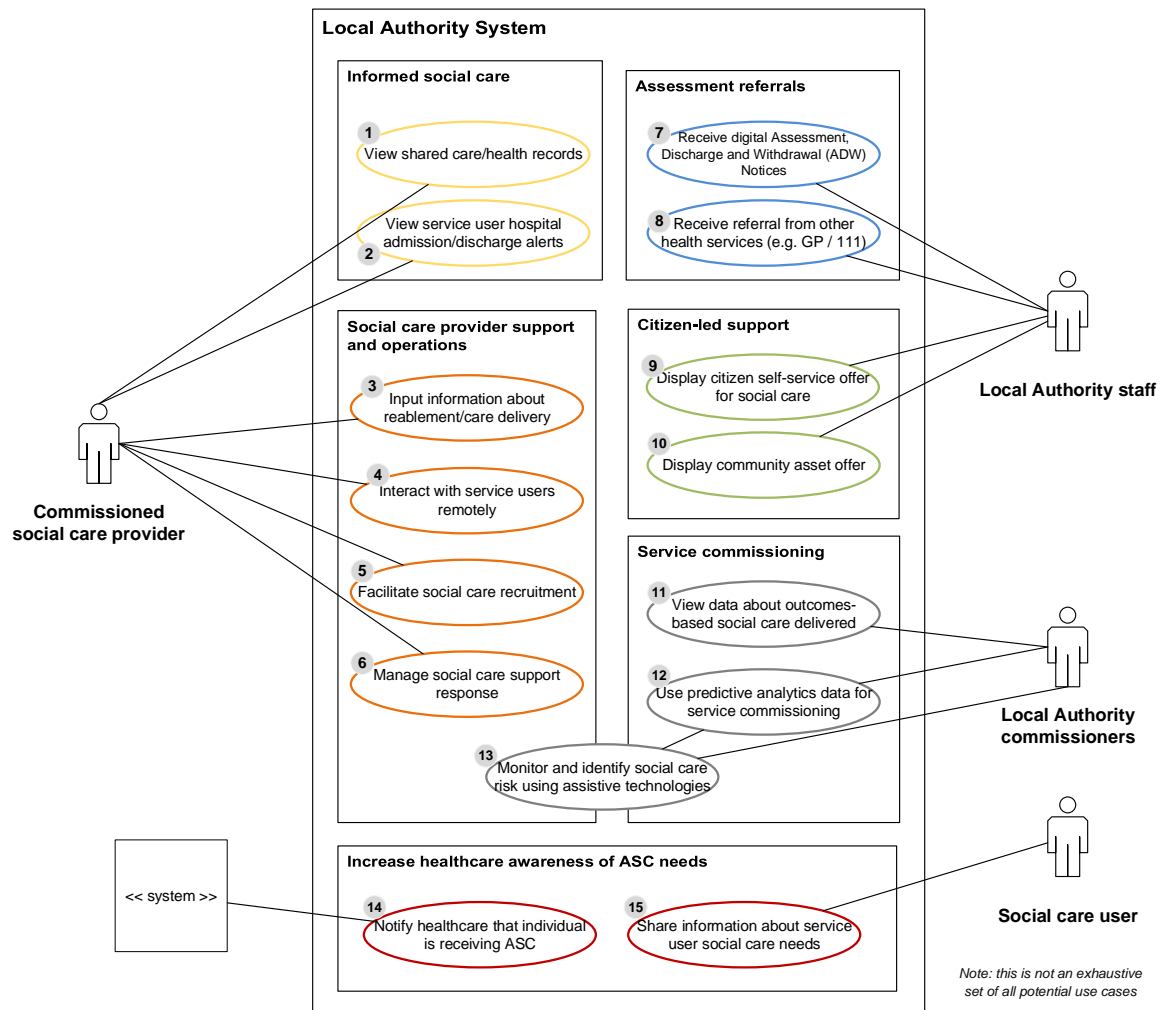 Local Authority System
Informed social care
1
View shared care/health records
View service user hospital
admission/discharge alerts
2
Assessment referrals
7
Receive digital Assessment,
Discharge and Withdrawal (ADW)
Notices
8
Receive referral from other
health services (e.g. GP / 111)
Social care provider support
and operations
3
Input information about
reablement/care delivery
4
Interact with service users
remotely
5
Facilitate social care recruitment
6
Manage social care support
response
Citizen-led support
9
Display citizen self-service offer
for social care
10
Display community asset offer
Service commissioning
11
View data about outcomes-
based social care delivered
12
Use predictive analytics data for
service commissioning
13
Monitor and identify social care
risk using assistive technologies
Increase healthcare awareness of ASC needs
14
Notify healthcare that individual
is receiving ASC
15
Share information about service
user social care needs
Commissioned
social care provider
<< system >>
Local Authority staff
Local Authority
commissioners
Social care user
Note: this is not an exhaustive
set of all potential use cases